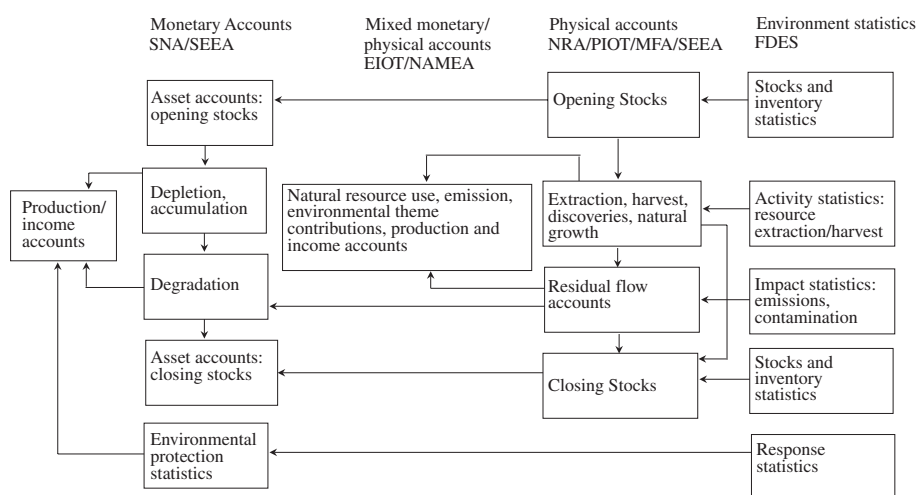 Monetary Accounts
SNA/SEEA
Mixed monetary/
physical accounts
EIOT/NAMEA
Physical accounts
NRA/PIOT/MFA/SEEA
Environment statistics
FDES
Asset accounts:
opening stocks
Opening Stocks
Stocks and
inventory
statistics
Production/
income
accounts
Depletion,
accumulation
Natural resource use, emission,
environmental theme
contributions, production and
income accounts
Extraction, harvest,
discoveries, natural
growth
Activity statistics:
resource
extraction/harvest
Degradation
Residual flow
accounts
Impact statistics:
emissions,
contamination
Asset accounts:
closing stocks
Closing Stocks
Stocks and
inventory
statistics
Environmental
protection
statistics
Response
statistics